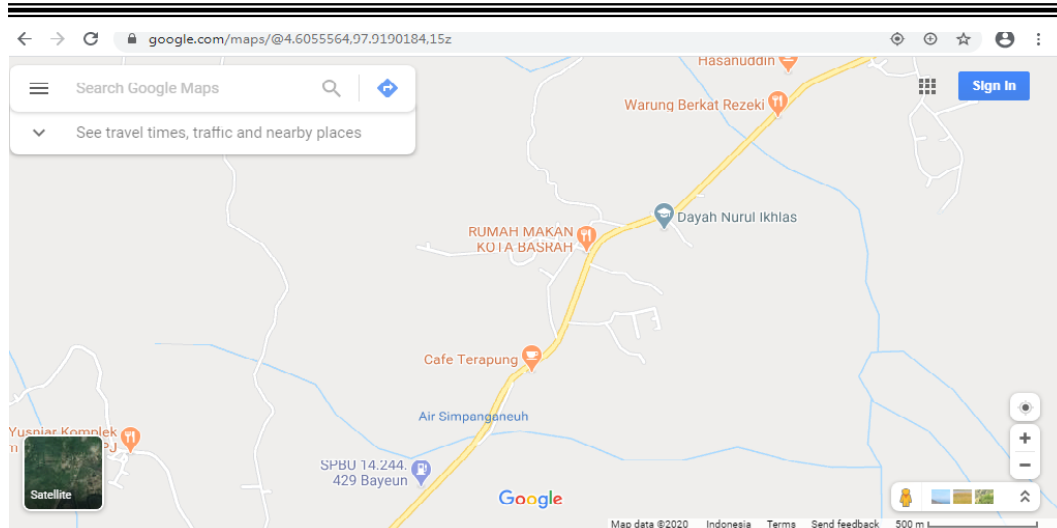 google.com/maps/@4.6055564,97.9190184,15z
Search Google Maps
Sign in
See travel times, traffic and nearby places
Hasanuddin
Warung Berkat Rezeki
Dayah Nurul Ikhlas
RUMAH MAKAN
KOTA BASRAH
Cafe Terapung
Air Simpanganeuh
Yusniar Komplek
SPBU 14.244.
429 Bayeun
Satellite
Google
Map data ©2020 Indonesia Terms Send feedback 500 m